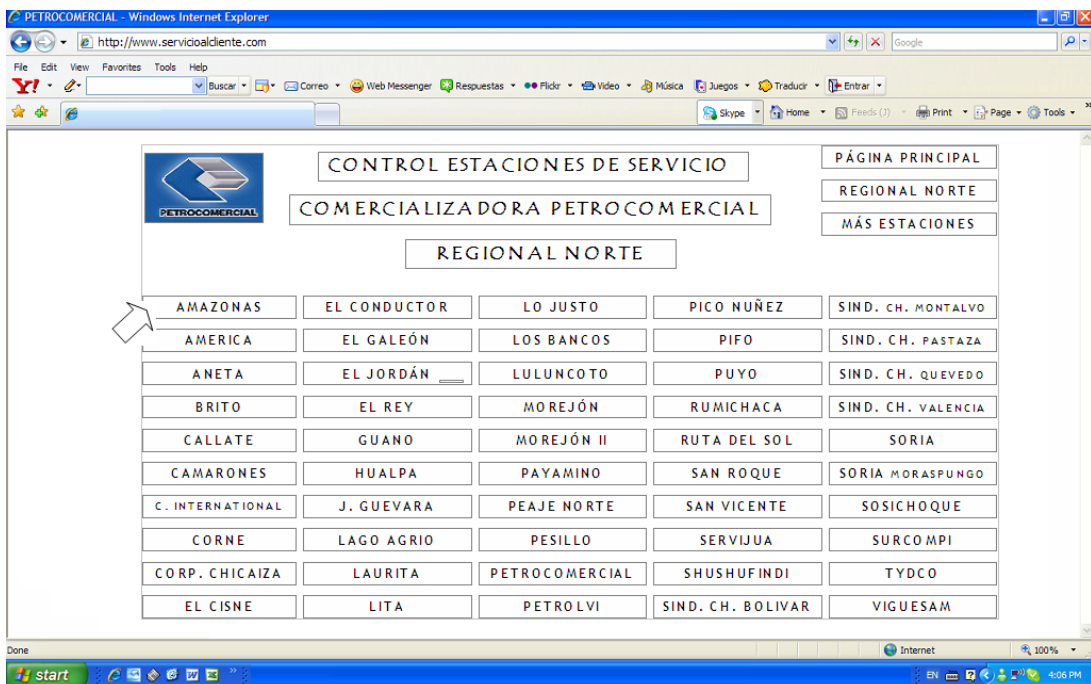 PETROCOMERCIAL - Windows Internet Explorer
http://www.servicioalcliente.com
Google
File Edit View Favorites Tools Help
Y! Buscar Correo Web Messenger Respuestas Flickr Video Música Juegos Traducir Entrar
Skype Home Feeds (J) Print Page Tools
PETROCOMERCIAL
CONTROL ESTACIONES DE SERVICIO
COMERCIALIZADORA PETROCOMERCIAL
REGIONAL NORTE
PÁGINA PRINCIPAL
REGIONAL NORTE
MÁS ESTACIONES
AMAZONAS EL CONDUCTOR LO JUSTO PICO NUÑEZ SIND. CH. MONTALVO
AMERICA EL GALEÓN LOS BANCOS PIFO SIND. CH. PASTAZA
ANETA EL JORDÁN LULUNCOTO PUYO SIND. CH. QUEVEDO
BRITO EL REY MOREJÓN RUMICHACA SIND. CH. VALENCIA
CALLATE GUANO MOREJÓN II RUTA DEL SOL SORIA
CAMARONES HUALPA PAYAMINO SAN ROQUE SORIA MORASPUNGO
C. INTERNATIONAL J. GUEVARA PEAJE NORTE SAN VICENTE SOSICHOQUE
CORNE LAGO AGRIO PESILLO SERVIJUA SURCOMPI
CORP. CHICAIZA LAURITA PETROCOMERCIAL SHUSHUFINDI TYDCO
EL CISNE LITA PETROLVI SIND. CH. BOLIVAR VIGUESAM
Done Internet 100%
start EN 4:06 PM